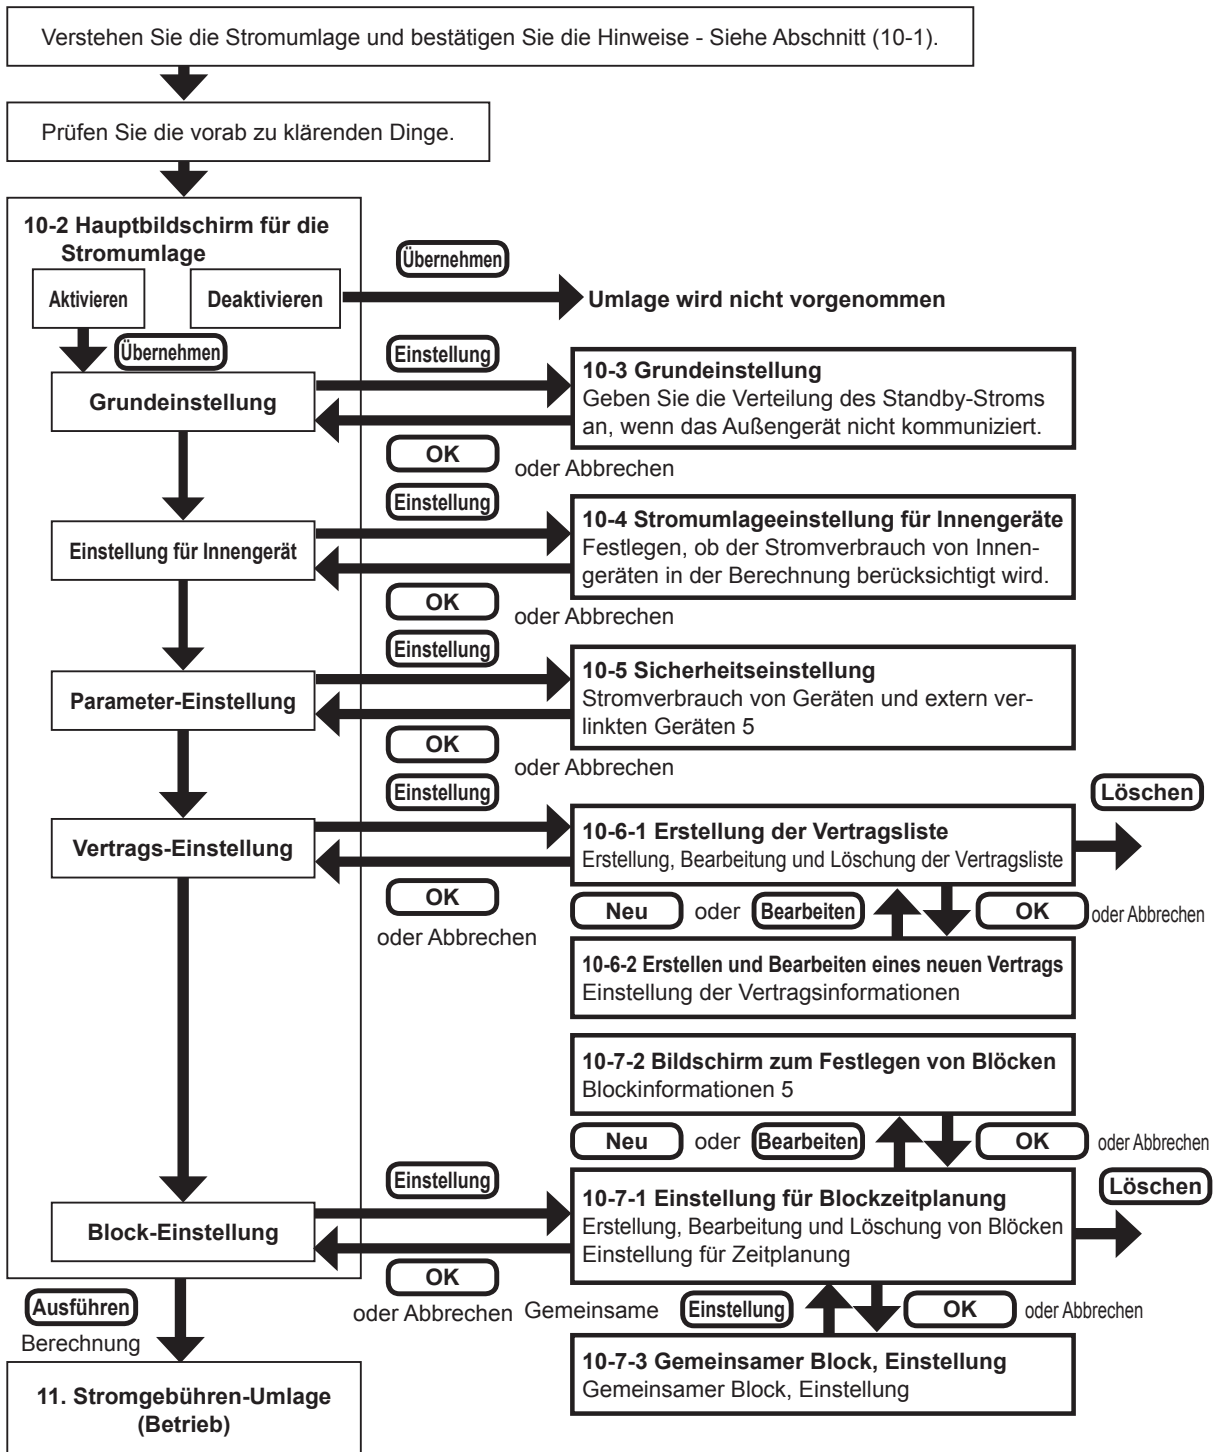 Verstehen Sie die Stromumlage und bestätigen Sie die Hinweise - Siehe Abschnitt (10-1).
Prüfen Sie die vorab zu klärenden Dinge.
10-2 Hauptbildschirm für die
Stromumlage
Aktivieren
Deaktivieren
Übernehmen
Umlage wird nicht vorgenommen
Übernehmen
Grundeinstellung
Einstellung
10-3 Grundeinstellung
Geben Sie die Verteilung des Standby-Stroms
an, wenn das Außengerät nicht kommuniziert.
OK
oder Abbrechen
Einstellung für Innengerät
Einstellung
10-4 Stromumlageeinstellung für Innengeräte
Festlegen, ob der Stromverbrauch von Innen-
geräten in der Berechnung berücksichtigt wird.
OK
oder Abbrechen
Parameter-Einstellung
Einstellung
10-5 Sicherheitseinstellung
Stromverbrauch von Geräten und extern ver-
linkten Geräten 5
OK
oder Abbrechen
Vertrags-Einstellung
Einstellung
10-6-1 Erstellung der Vertragsliste
Erstellung, Bearbeitung und Löschung der Vertragsliste
Löschen
OK
oder Abbrechen
Neu oder Bearbeiten
OK oder Abbrechen
10-6-2 Erstellen und Bearbeiten eines neuen Vertrags
Einstellung der Vertragsinformationen
10-7-2 Bildschirm zum Festlegen von Blöcken
Blockinformationen 5
Neu oder Bearbeiten
OK oder Abbrechen
Block-Einstellung
Einstellung
10-7-1 Einstellung für Blockzeitplanung
Erstellung, Bearbeitung und Löschung von Blöcken
Einstellung für Zeitplanung
Löschen
OK
oder Abbrechen
Gemeinsame Einstellung
OK oder Abbrechen
10-7-3 Gemeinsamer Block, Einstellung
Gemeinsamer Block, Einstellung
Ausführen
Berechnung
11. Stromgebühren-Umlage
(Betrieb)